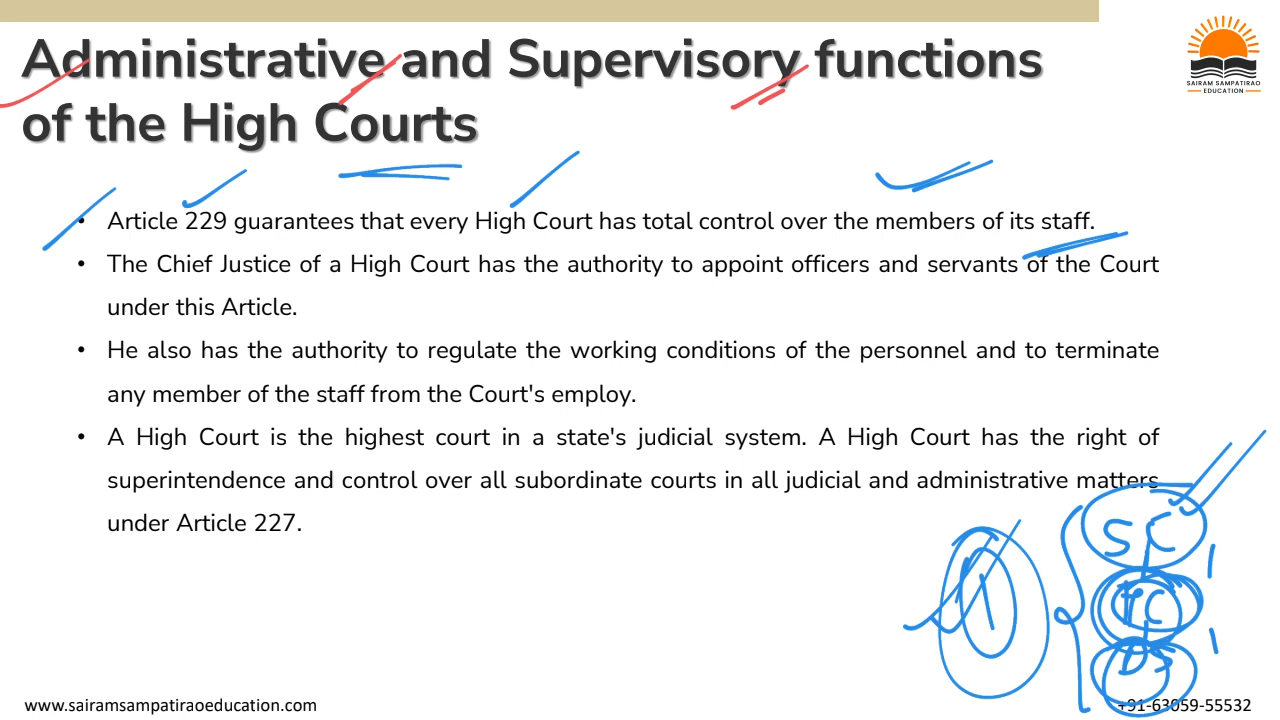 Administrative and Supervisory functions
of the High Courts
SAIRAM SAMPATIRAO
EDUCATION
• Article 229 guarantees that every High Court has total control over the members of its staff.
• The Chief Justice of a High Court has the authority to appoint officers and servants of the Court
under this Article.
• He also has the authority to regulate the working conditions of the personnel and to terminate
any member of the staff from the Court's employ.
• A High Court is the highest court in a state's judicial system. A High Court has the right of
superintendence and control over all subordinate courts in all judicial and administrative matters
under Article 227.
SC
www.sairamsampatiraoeducation.com
+91-63059-55532